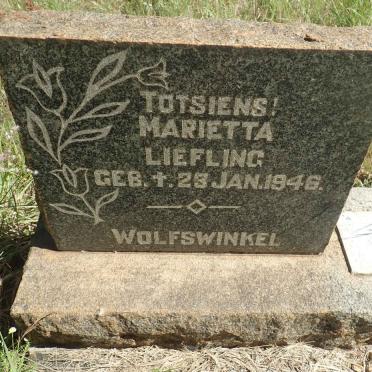 TOTSIENS!
MARIETTA
LIEFLING
GEB. †. 28 JAN. 1946.
WOLFSWINKEL